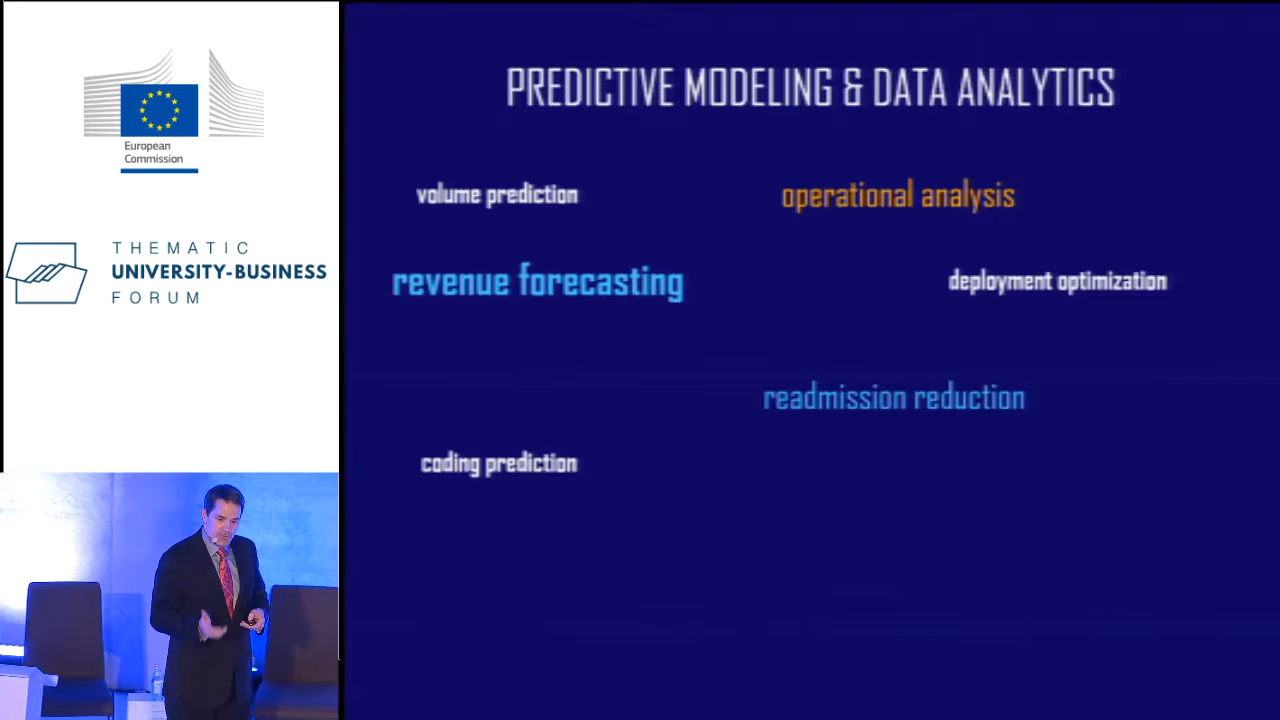 European
Commission
THEMATIC
UNIVERSITY-BUSINESS
FORUM
PREDICTIVE MODELNG & DATA ANALYTICS
volume prediction
operational analysis
revenue forecasting
deployment optimization
readmission reduction
coding prediction